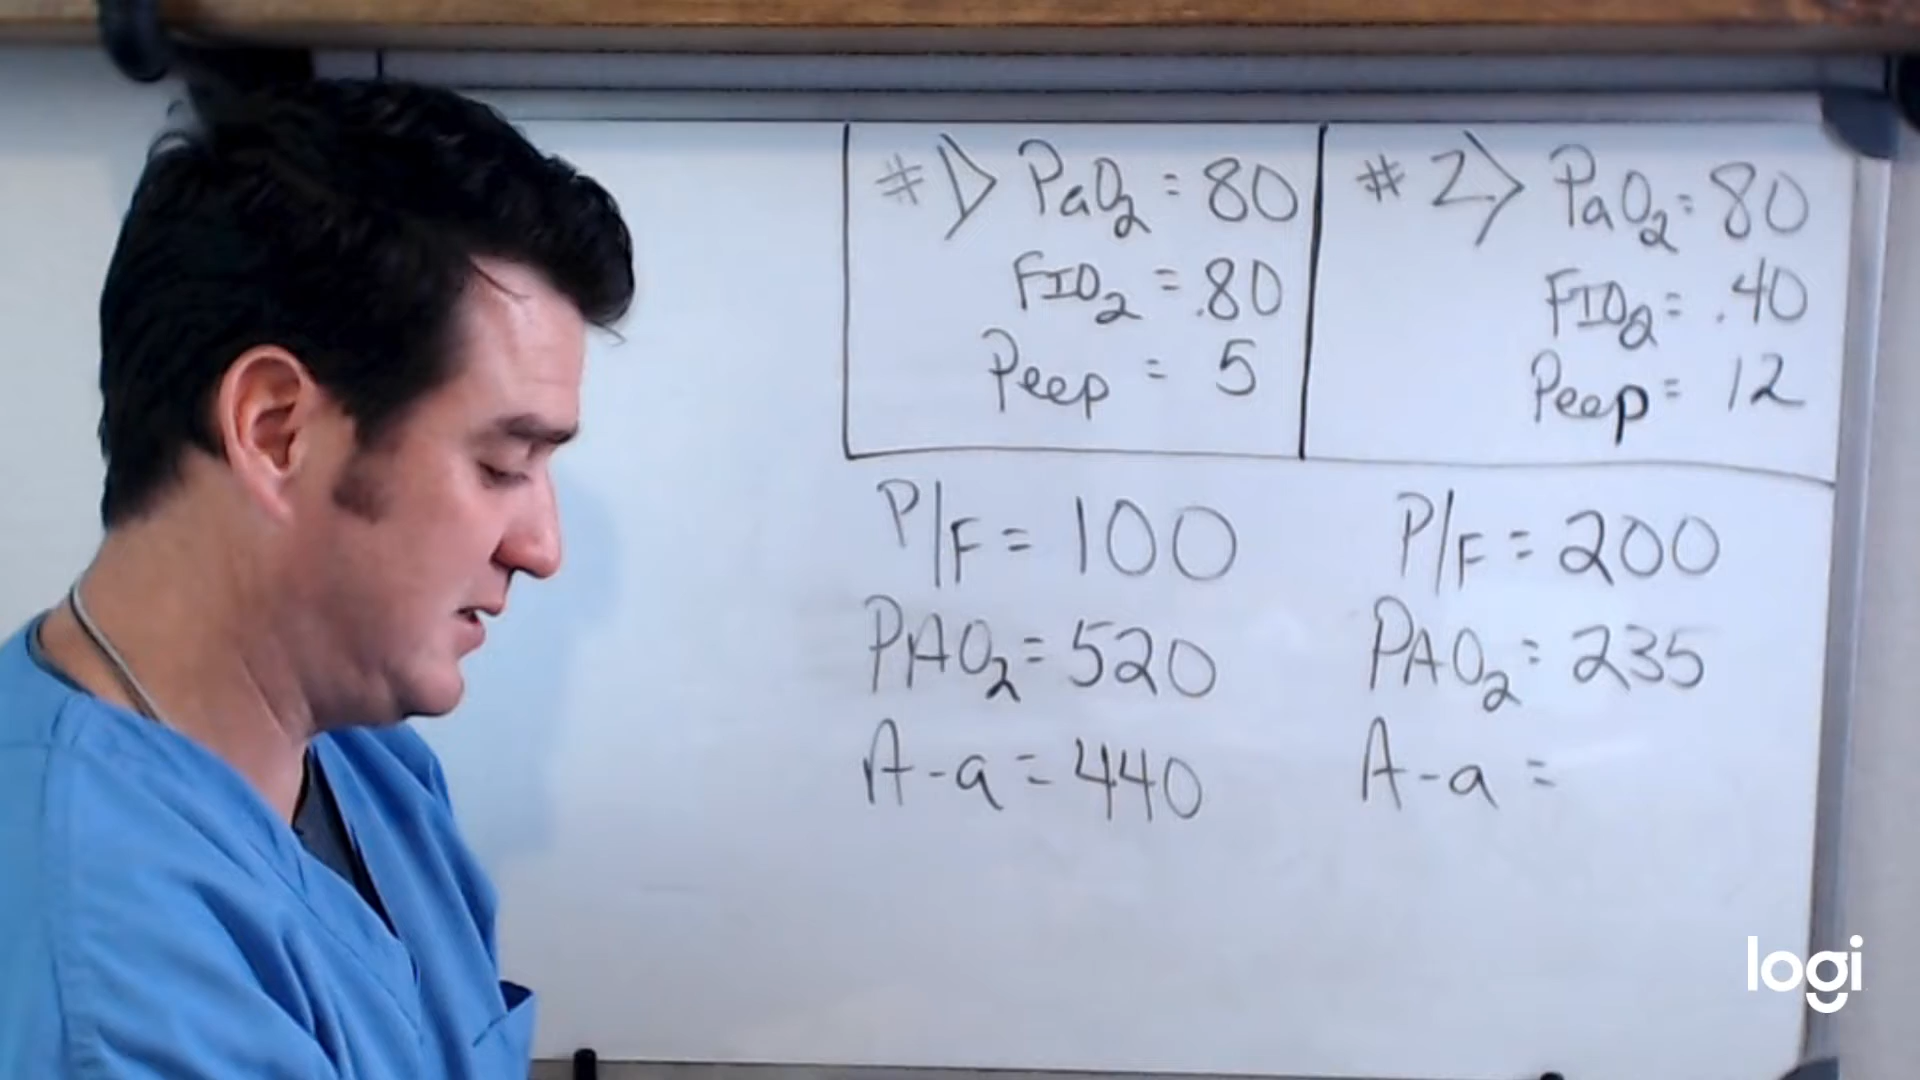 #1> PaO2 = 80
FIO2 = .80
Peep = 5
#2> PaO2 = 80
FIO2 = .40
Peep = 12
P/F = 100
PAO2 = 520
A-a = 440
P/F = 200
PAO2 = 235
A-a =
logi